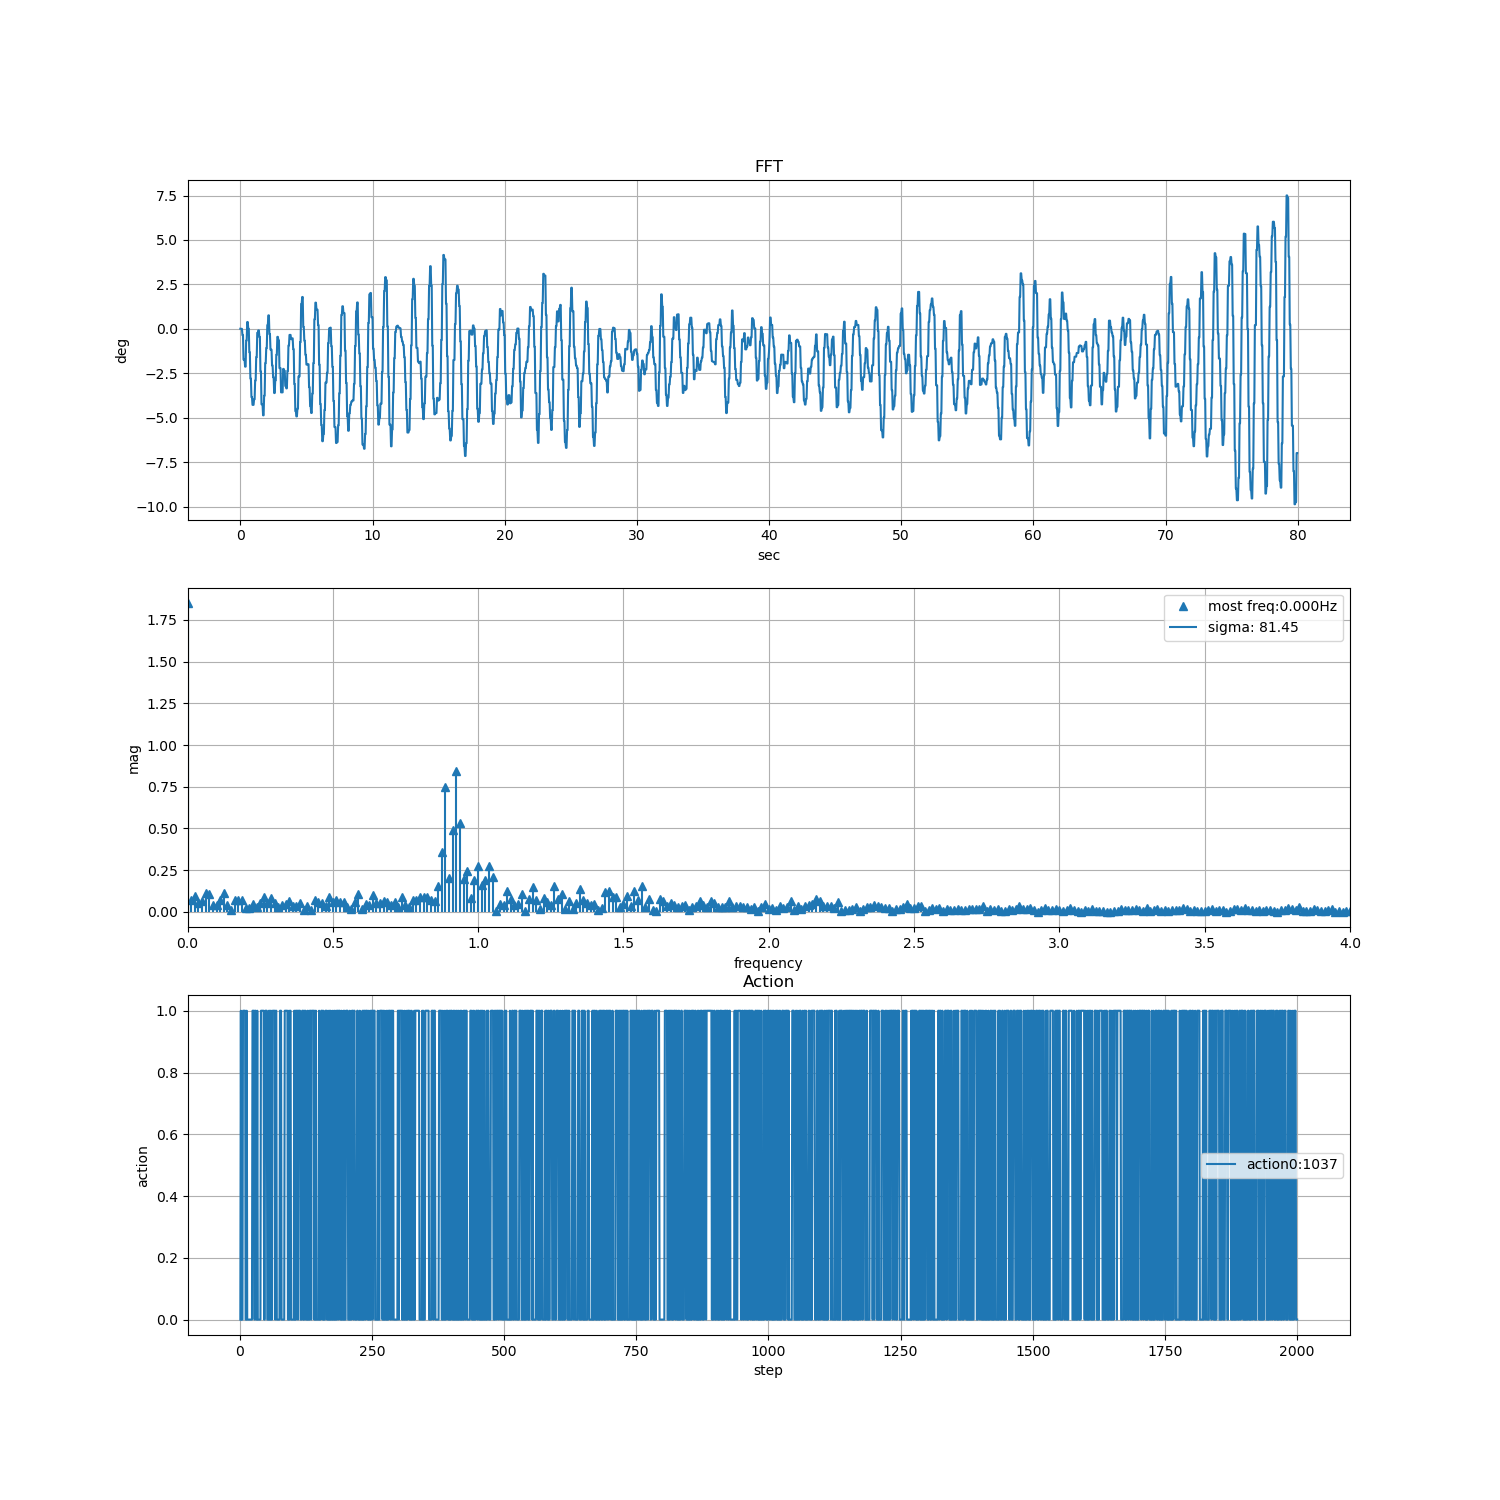 FFT
7.5
5.0
2.5
0.0
−2.5
−5.0
−7.5
−10.0
deg
0 10 20 30 40 50 60 70 80
sec
most freq:0.000Hz
sigma: 81.45
1.75
1.50
1.25
1.00
0.75
0.50
0.25
0.00
mag
0.0 0.5 1.0 1.5 2.0 2.5 3.0 3.5 4.0
frequency
Action
1.0
0.8
0.6
0.4
0.2
0.0
action
action0:1037
0 250 500 750 1000 1250 1500 1750 2000
step